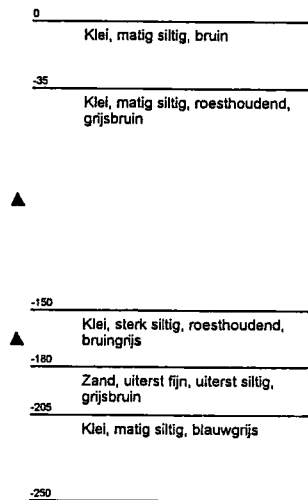 0
Klei, matig siltig, bruin
-35
Klei, matig siltig, roesthoudend,
grijsbruin
-150
Klei, sterk siltig, roesthoudend,
bruingrijs
-180
Zand, uiterst fijn, uiterst siltig,
grijsbruin
-205
Klei, matig siltig, blauwgrijs
-250